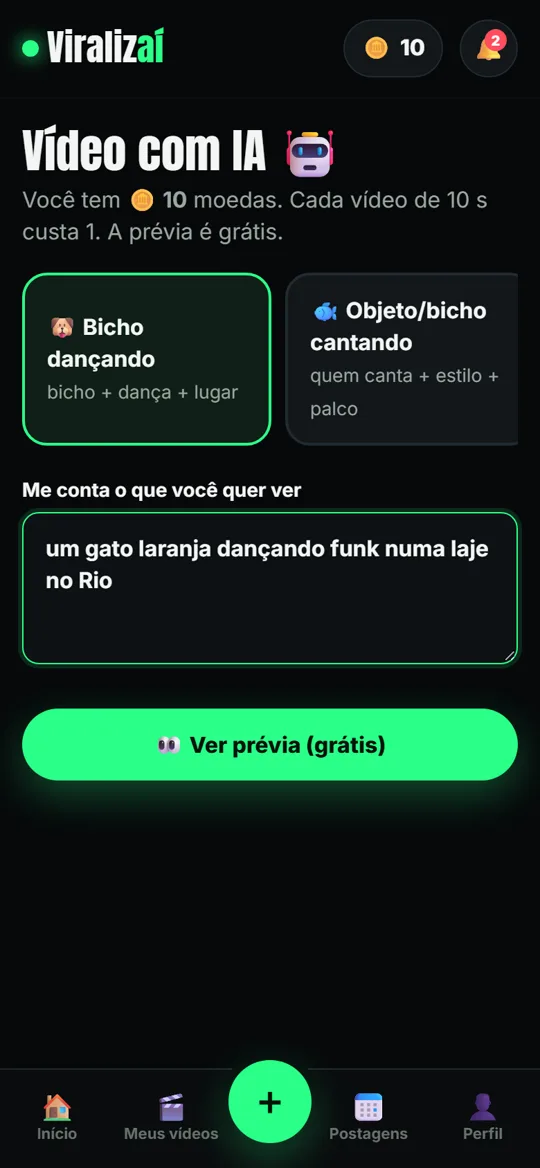 Viralizaí
10
2
Vídeo com IA
Você tem 10 moedas. Cada vídeo de 10 s
custa 1. A prévia é grátis.
Bicho
dançando
bicho + dança + lugar
Objeto/bicho
cantando
quem canta + estilo +
palco
Me conta o que você quer ver
um gato laranja dançando funk numa laje
no Rio
Ver prévia (grátis)
+
Início
Meus vídeos
Postagens
Perfil